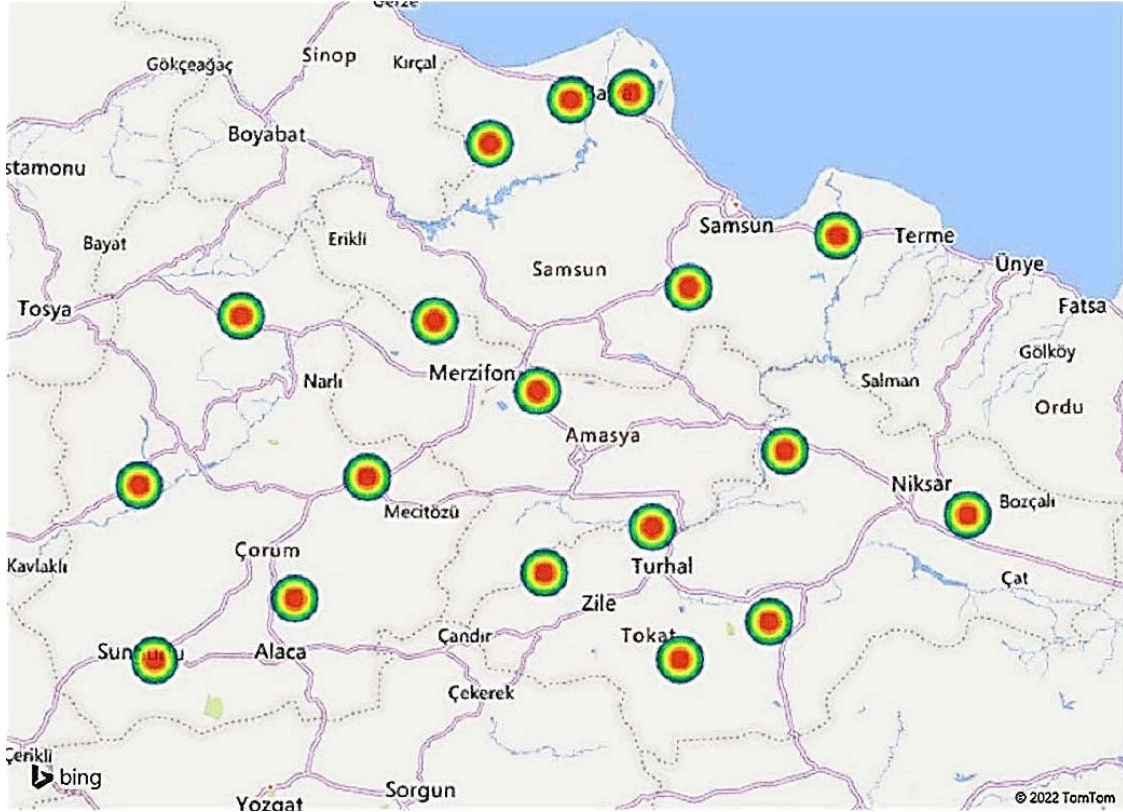 Gerze
Sinop
Kırçal
Gökçeağaç
Boyabat
stamonu
Samsun
Terme
Bayat
Erikli
Samsun
Ünye
Tosya
Fatsa
Gölköy
Merzifon
Narlı
Salman
Ordu
Amasya
Niksar
Bozçalı
Mecitözü
Çorum
Kavlaklı
Turhal
Çat
Zile
Tokat
Çandır
Alaca
Çekerek
Çerikli
bing
Sorgun
Yozgat
© 2022 TomTom